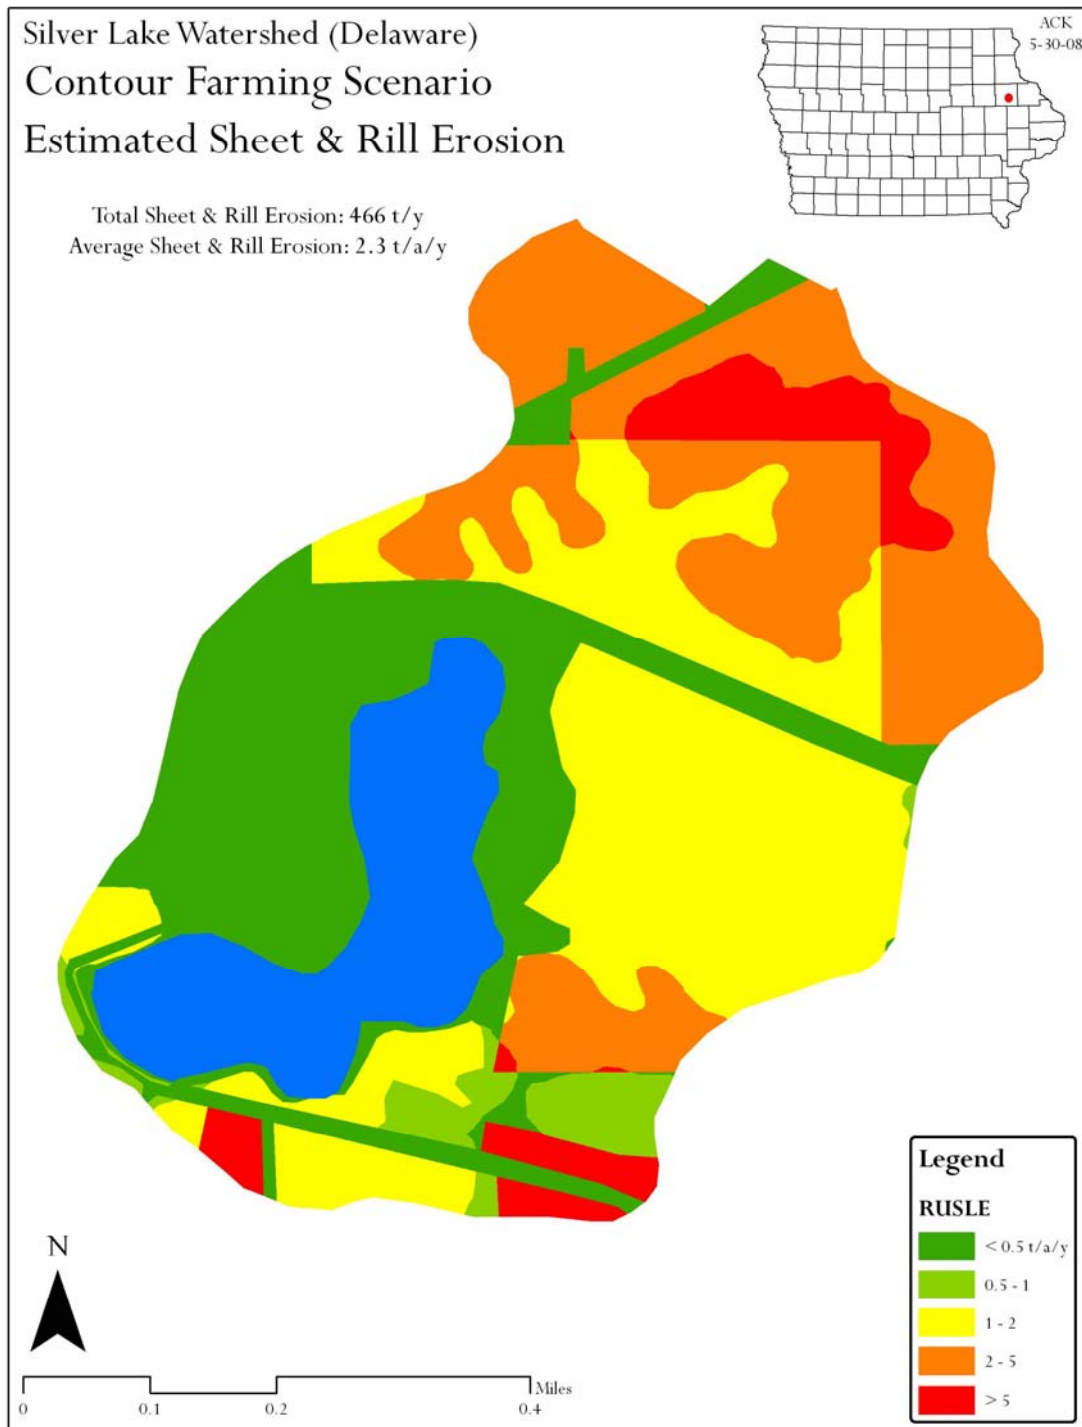 Silver Lake Watershed (Delaware)
Contour Farming Scenario
Estimated Sheet & Rill Erosion
ACK
5-30-08
Total Sheet & Rill Erosion: 466 t/y
Average Sheet & Rill Erosion: 2.3 t/a/y
Legend
RUSLE
< 0.5 t/a/y
0.5 - 1
1 - 2
2 - 5
> 5
N
Miles
0 0.1 0.2 0.4